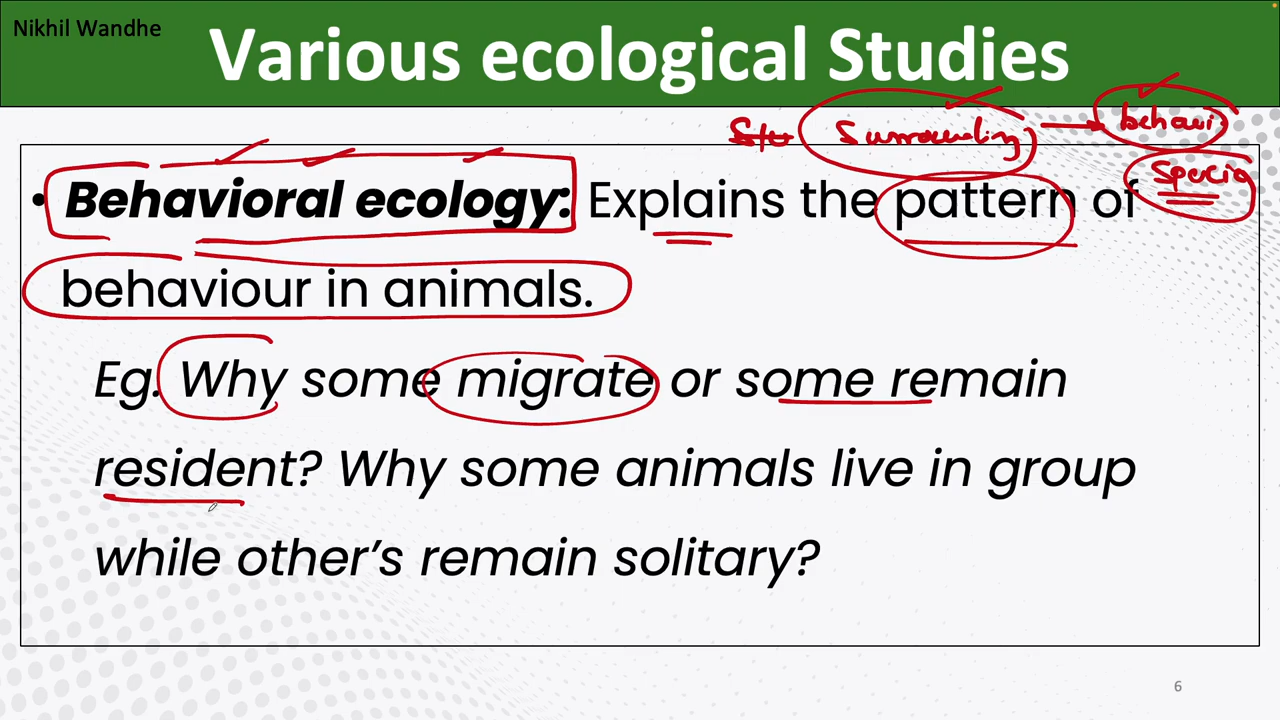 Nikhil Wandhe
Various ecological Studies
Surrounding → behavi
• Behavioral ecology: Explains the pattern of
behaviour in animals.
Eg. Why some migrate or some remain
resident? Why some animals live in group
while other’s remain solitary?
6